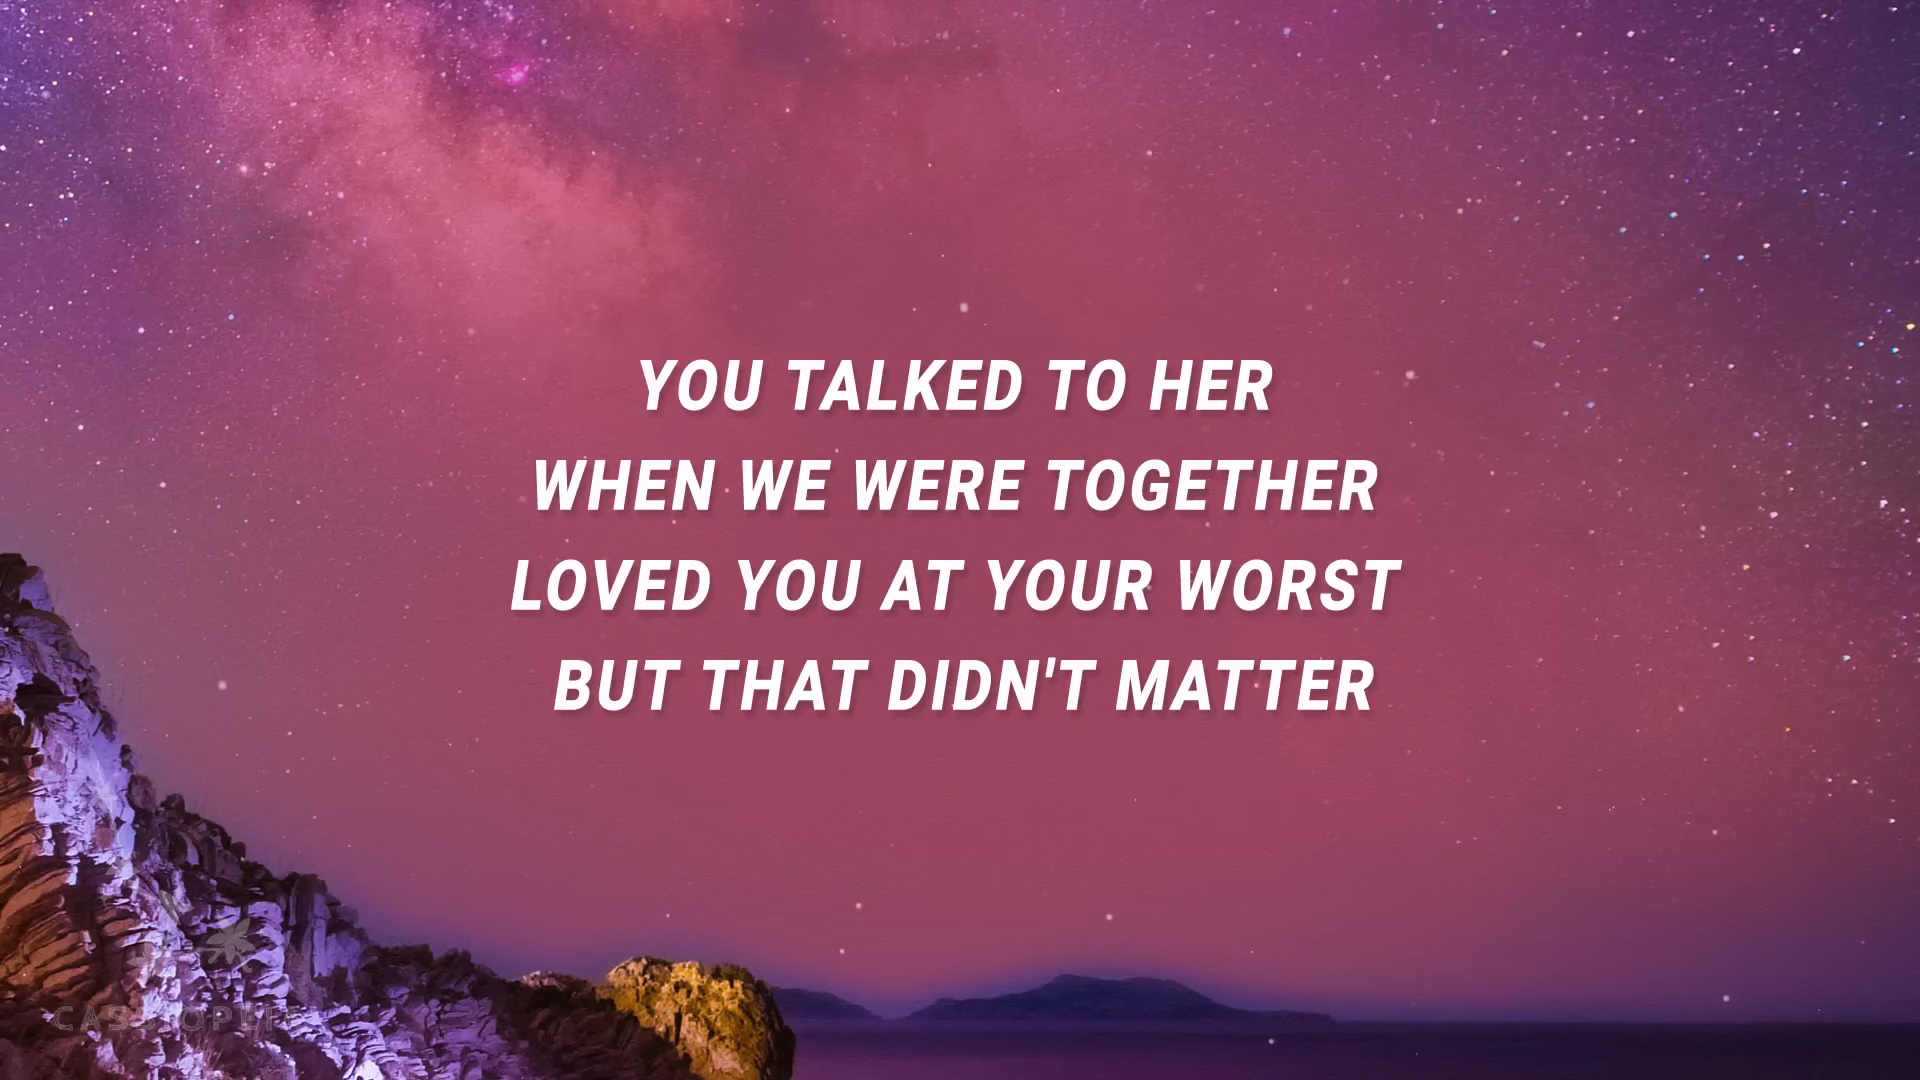 YOU TALKED TO HER
WHEN WE WERE TOGETHER
LOVED YOU AT YOUR WORST
BUT THAT DIDN'T MATTER